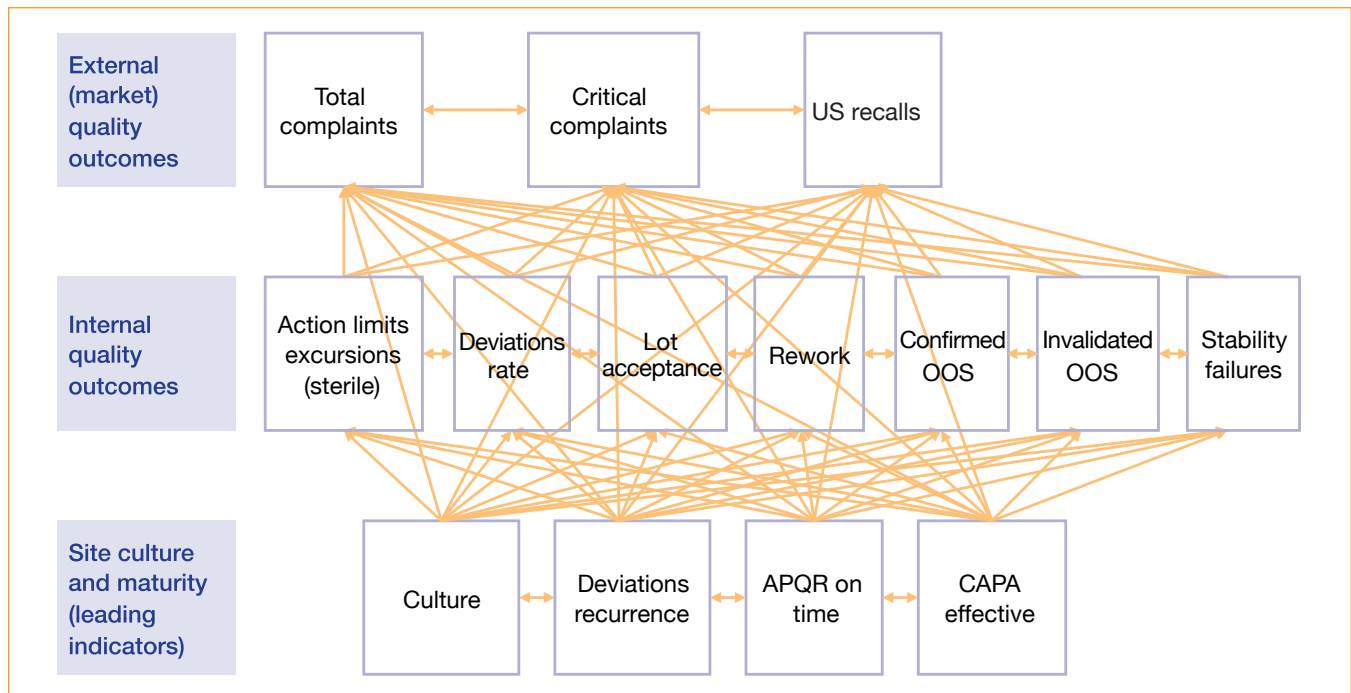 External
(market)
quality
outcomes
Total
complaints
Critical
complaints
US recalls
Internal
quality
outcomes
Action limits
excursions
(sterile)
Deviations
rate
Lot
acceptance
Rework
Confirmed
OOS
Invalidated
OOS
Stability
failures
Site culture
and maturity
(leading
indicators)
Culture
Deviations
recurrence
APQR on
time
CAPA
effective